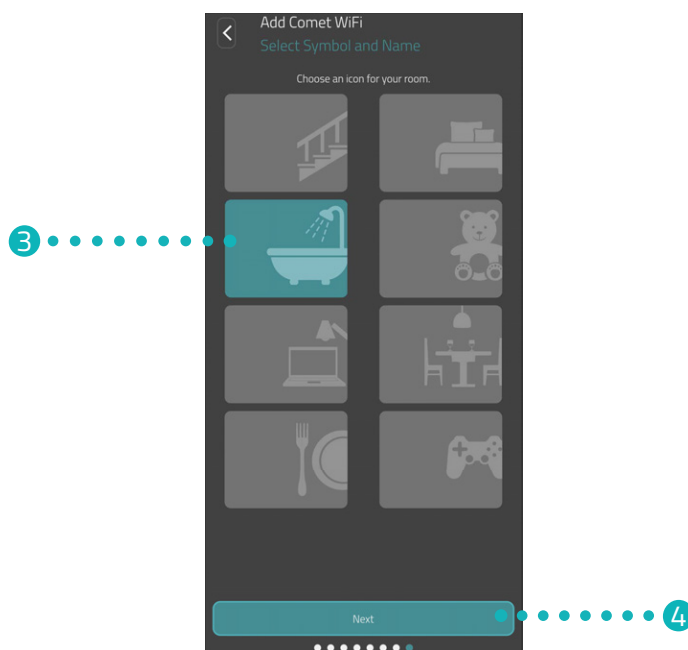 Add Comet WiFi
Select Symbol and Name
Choose an icon for your room.
3
Next
4